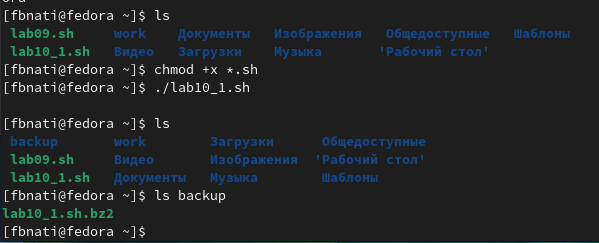 [fbnati@fedora ~]$ ls
lab09.sh work Документы Изображения Общедоступные Шаблоны
lab10_1.sh Видео Загрузки Музыка 'Рабочий стол'
[fbnati@fedora ~]$ chmod +x *.sh
[fbnati@fedora ~]$ ./lab10_1.sh
[fbnati@fedora ~]$ ls
backup work Загрузки Общедоступные
lab09.sh Видео Изображения 'Рабочий стол'
lab10_1.sh Документы Музыка Шаблоны
[fbnati@fedora ~]$ ls backup
lab10_1.sh.bz2
[fbnati@fedora ~]$